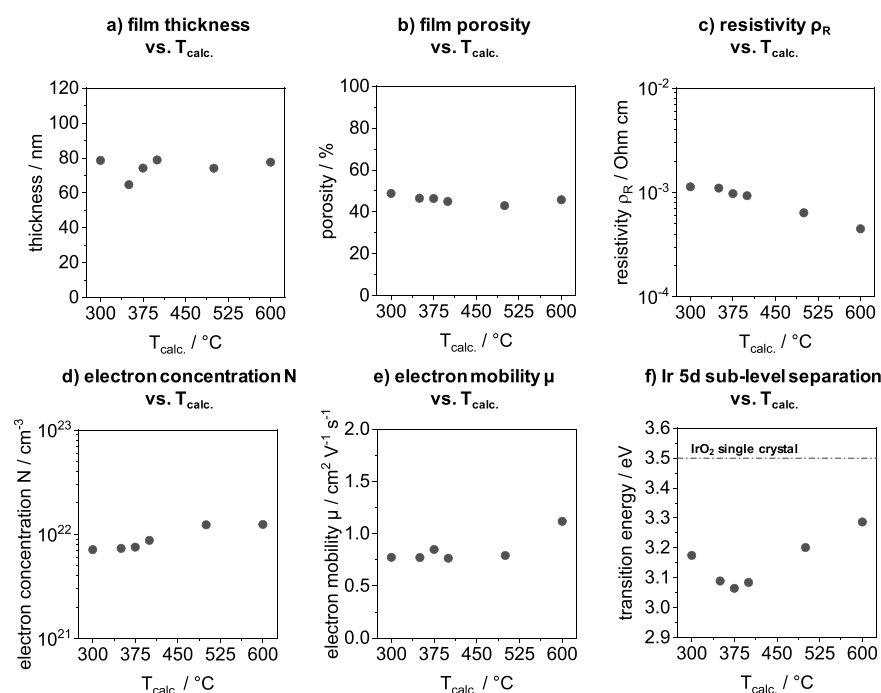 a) film thickness
vs. Tcalc.
120
100
80
60
40
20
0
thickness / nm
300 375 450 525 600
Tcalc. / °C
b) film porosity
vs. Tcalc.
100
80
60
40
20
0
porosity / %
300 375 450 525 600
Tcalc. / °C
c) resistivity ρR
vs. Tcalc.
10-2
10-3
10-4
resistivity ρR / Ohm cm
300 375 450 525 600
Tcalc. / °C
d) electron concentration N
vs. Tcalc.
10²³
10²²
10²¹
electron concentration N / cm-3
300 375 450 525 600
Tcalc. / °C
e) electron mobility µ
vs. Tcalc.
2.0
1.5
1.0
0.5
0.0
electron mobility µ / cm² V-1 s-1
300 375 450 525 600
Tcalc. / °C
f) Ir 5d sub-level separation
vs. Tcalc.
3.6
3.5
3.4
3.3
3.2
3.1
3.0
2.9
transition energy / eV
IrO2 single crystal
300 375 450 525 600
Tcalc. / °C